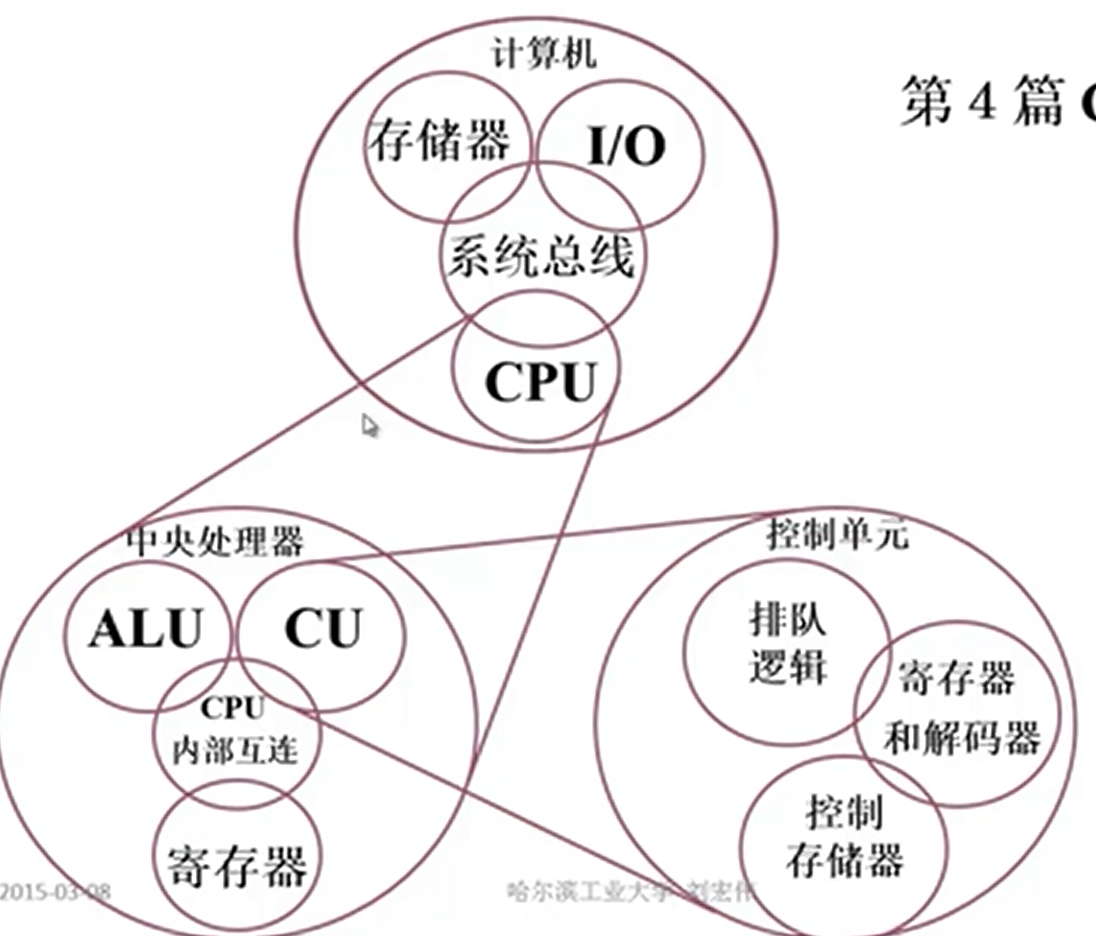 计算机
第 4 篇
存储器
I/O
系统总线
CPU
中央处理器
ALU
CU
CPU
内部互连
寄存器
控制单元
排队
逻辑
寄存器
和解码器
控制
存储器
2015-03-08
哈尔滨工业大学 刘宏伟